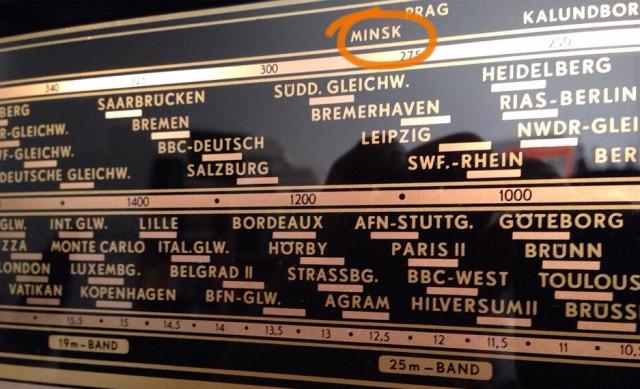 PRAG KALUNDBOR
MINSK
340 325 300 275 250
BERG SAARBRÜCKEN SÜDD. GLEICHW. HEIDELBERG
R-GLEICHW. BREMEN BREMERHAVEN RIAS-BERLIN
F-GLEICHW. BBC-DEUTSCH LEIPZIG NWDR-GLEI
DEUTSCHE GLEICHW. SALZBURG SWF.-RHEIN BER
1400 1200 1000
GLW. INT.GLW. LILLE BORDEAUX AFN-STUTTG. GÖTEBORG
ZZA MONTE CARLO ITAL.GLW. HÖRBY PARIS II BRÜNN
LONDON LUXEMBG. BELGRAD II STRASSBG. BBC-WEST TOULOUS
VATIKAN KOPENHAGEN BFN-GLW. AGRAM HILVERSUM II BRÜSS
15,5 15 14,5 14 13,5 13 12,5 12 11,5 11 10,5
19m-BAND 25m-BAND